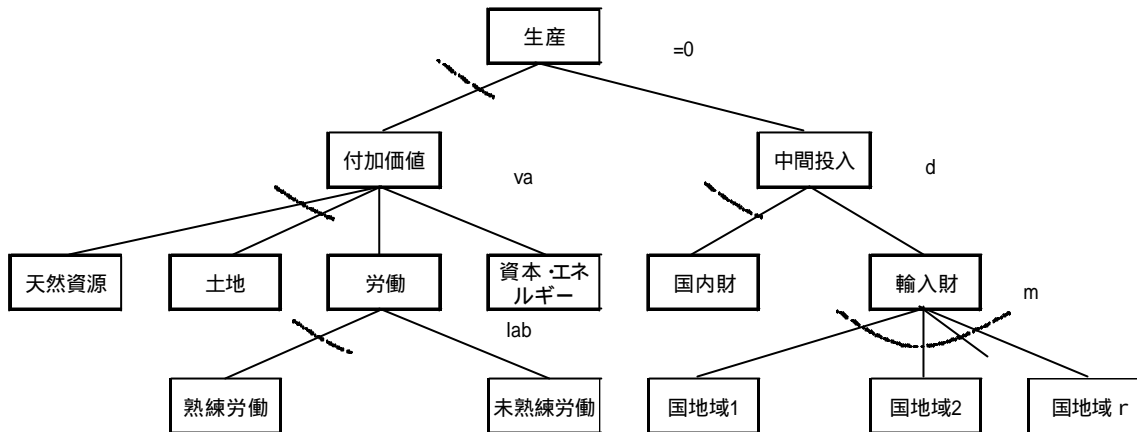 生産
=0
付加価値
va
中間投入
d
天然資源
土地
労働
資本・エネ
ルギー
国内財
輸入財
m
lab
熟練労働
未熟練労働
国地域1
国地域2
国地域 r